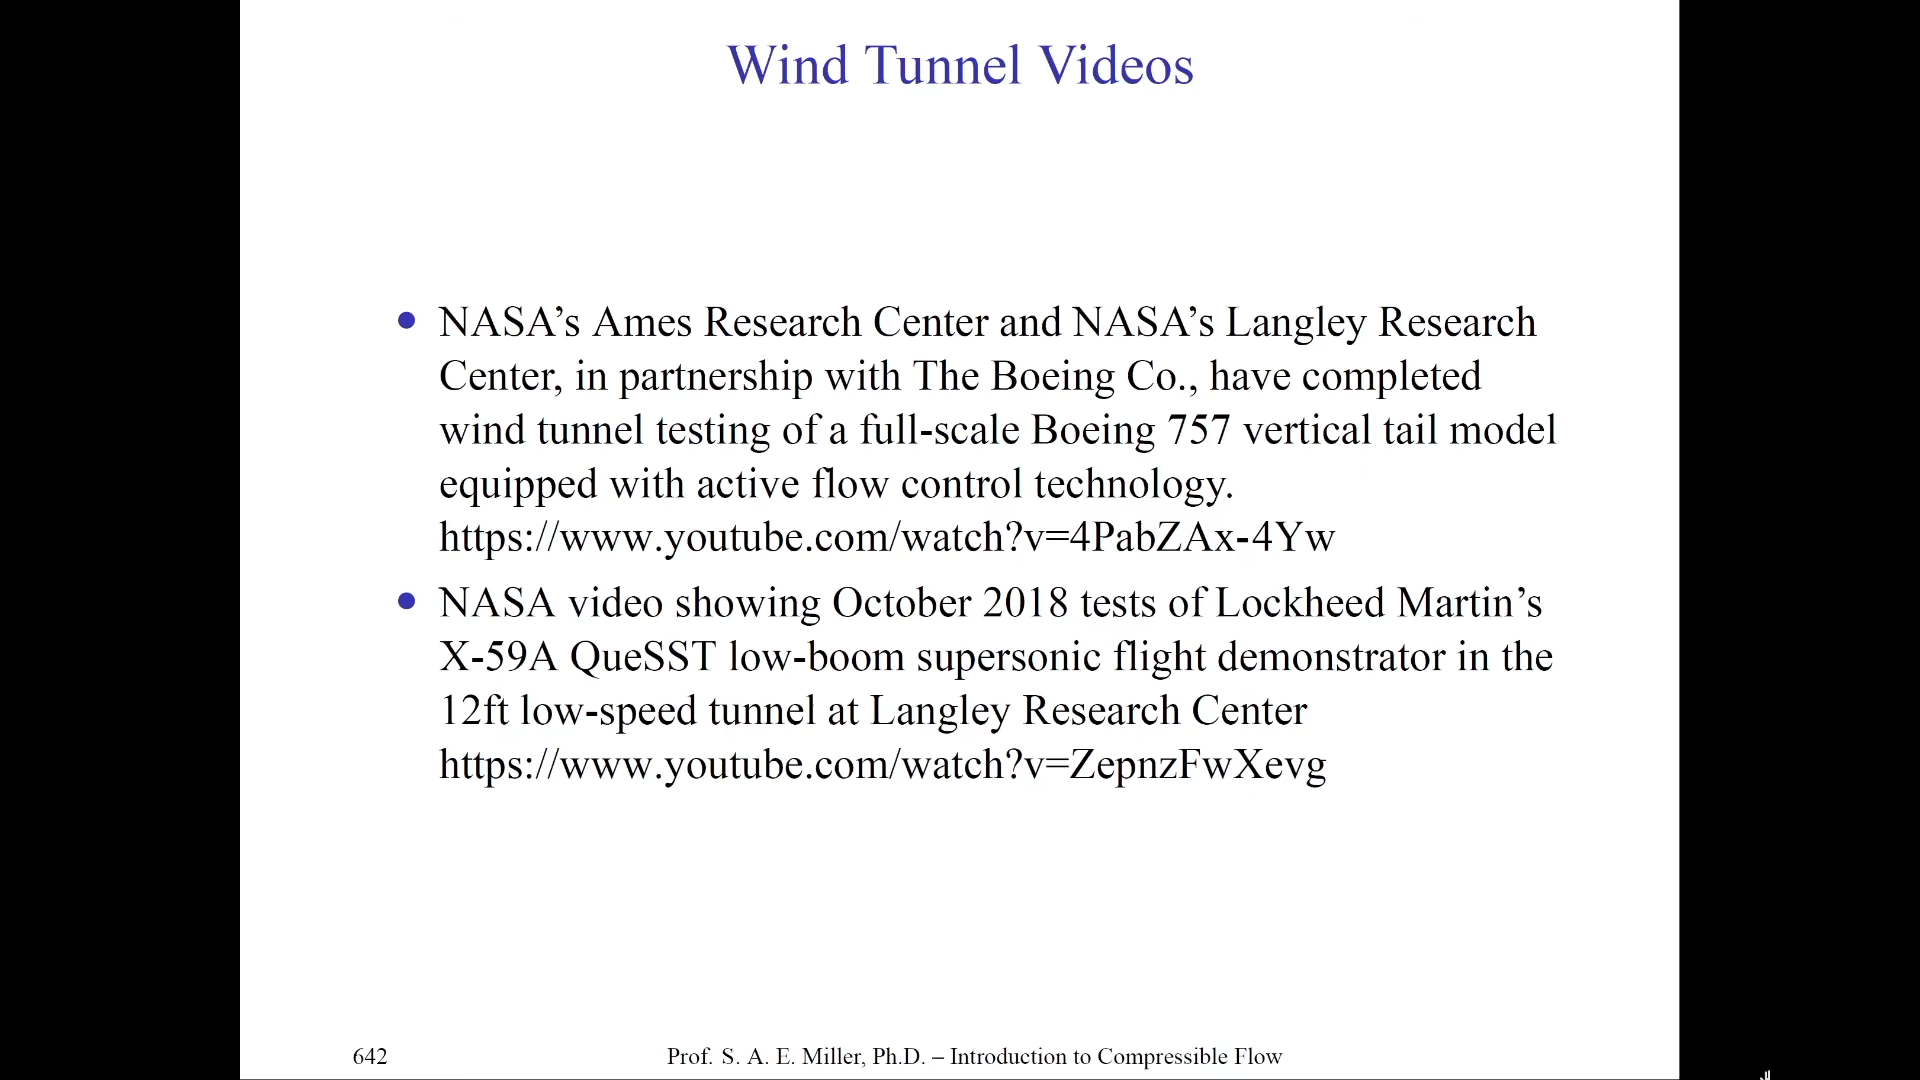 Wind Tunnel Videos
• NASA’s Ames Research Center and NASA’s Langley Research
Center, in partnership with The Boeing Co., have completed
wind tunnel testing of a full-scale Boeing 757 vertical tail model
equipped with active flow control technology.
https://www.youtube.com/watch?v=4PabZAx-4Yw
• NASA video showing October 2018 tests of Lockheed Martin’s
X-59A QueSST low-boom supersonic flight demonstrator in the
12ft low-speed tunnel at Langley Research Center
https://www.youtube.com/watch?v=ZepnzFwXevg
642
Prof. S. A. E. Miller, Ph.D. – Introduction to Compressible Flow